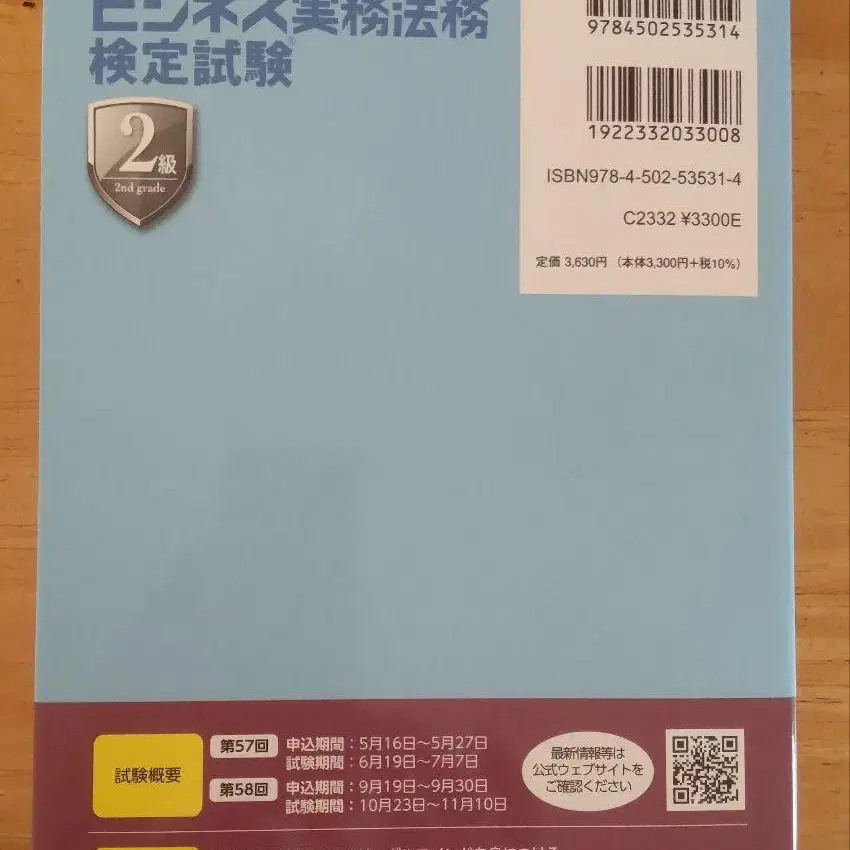 ビジネス実務法務
検定試験
2級
2nd grade
9784502535314
1922332033008
ISBN978-4-502-53531-4
C2332 ¥3300E
定価 3,630円 (本体3,300円+税10%)
試験概要
第57回 申込期間:5月16日~5月27日
試験期間:6月19日~7月7日
第58回 申込期間:9月19日~9月30日
試験期間:10月23日~11月10日
最新情報等は
公式ウェブサイトを
ご確認ください